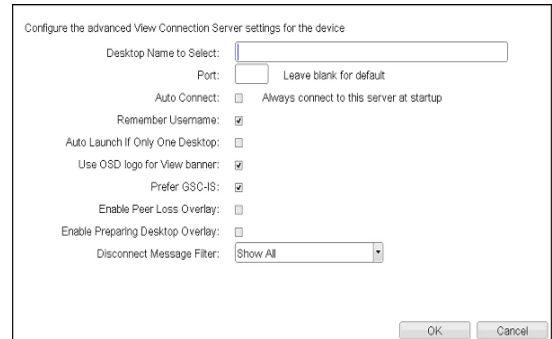 Configure the advanced View Connection Server settings for the device
Desktop Name to Select:
Port: Leave blank for default
Auto Connect: Always connect to this server at startup
Remember Username:
Auto Launch If Only One Desktop:
Use OSD logo for View banner:
Prefer GSC-IS:
Enable Peer Loss Overlay:
Enable Preparing Desktop Overlay:
Disconnect Message Filter: Show All
OK Cancel